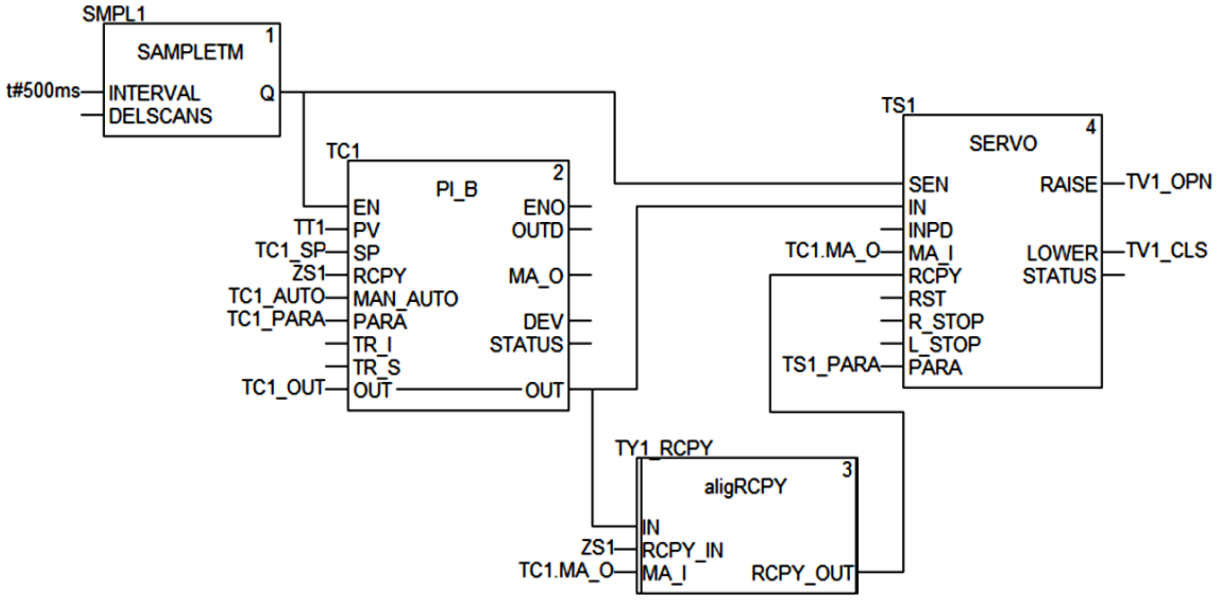 SMPL1
1
SAMPLETM
t#500ms INTERVAL Q
DELSCANS
TC1
2
PI_B
EN ENO
TT1 PV OUTD
TC1_SP SP
ZS1 RCPY MA_O
TC1_AUTO MAN_AUTO
TC1_PARA PARA DEV
TR_I STATUS
TR_S
TC1_OUT OUT OUT
TY1_RCPY
3
aligRCPY
IN
ZS1 RCPY_IN
TC1.MA_O MA_I RCPY_OUT
TS1
4
SERVO
SEN RAISE TV1_OPN
IN
INPD
TC1.MA_O MA_I LOWER TV1_CLS
RCPY STATUS
RST
R_STOP
L_STOP
TS1_PARA PARA